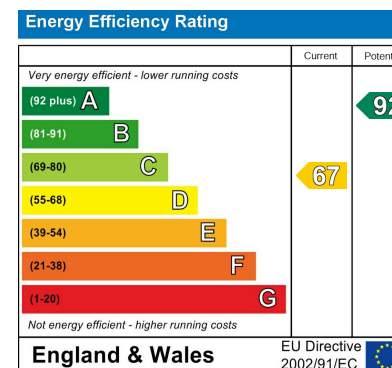 Energy Efficiency Rating
Current Poten
Very energy efficient - lower running costs
(92 plus) A
92
(81-91) B
(69-80) C
67
(55-68) D
(39-54) E
(21-38) F
(1-20) G
Not energy efficient - higher running costs
England & Wales
EU Directive
2002/91/EC